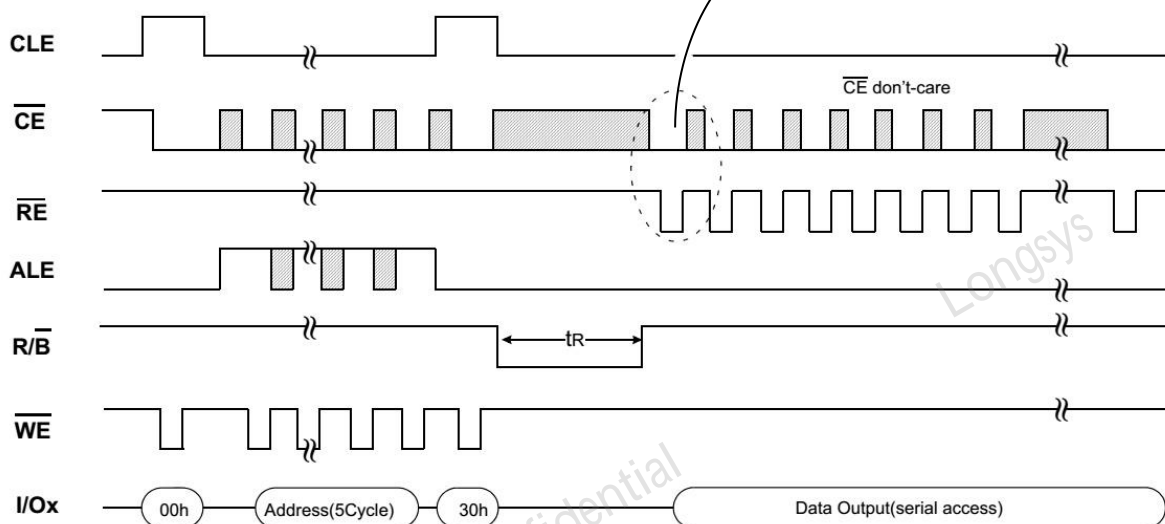 CLE
CE
CE don't-care
RE
ALE
R/B
tR
WE
I/Ox
00h
Address(5Cycle)
30h
Data Output(serial access)
Longsys
fidential